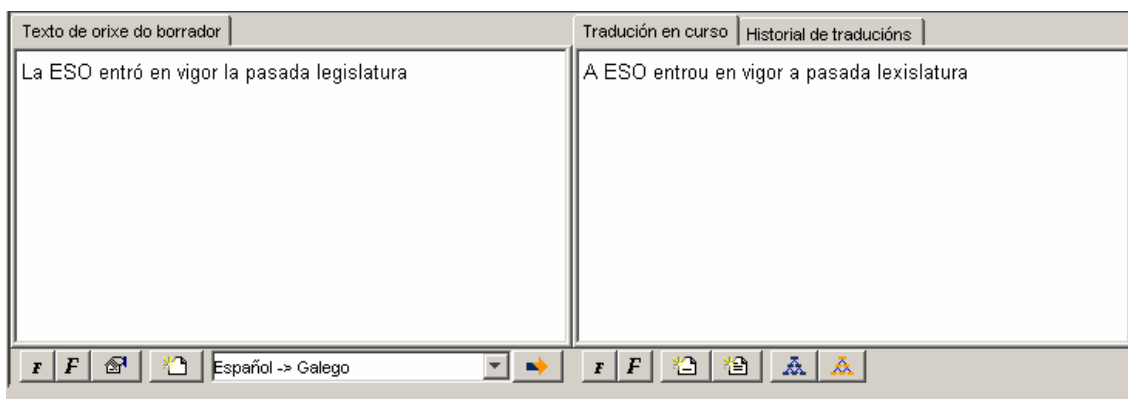 Texto de orixe do borrador
Tradución en curso
Historial de traducións
La ESO entró en vigor la pasada legislatura
A ESO entrou en vigor a pasada lexislatura
F F
Español -> Galego
F F